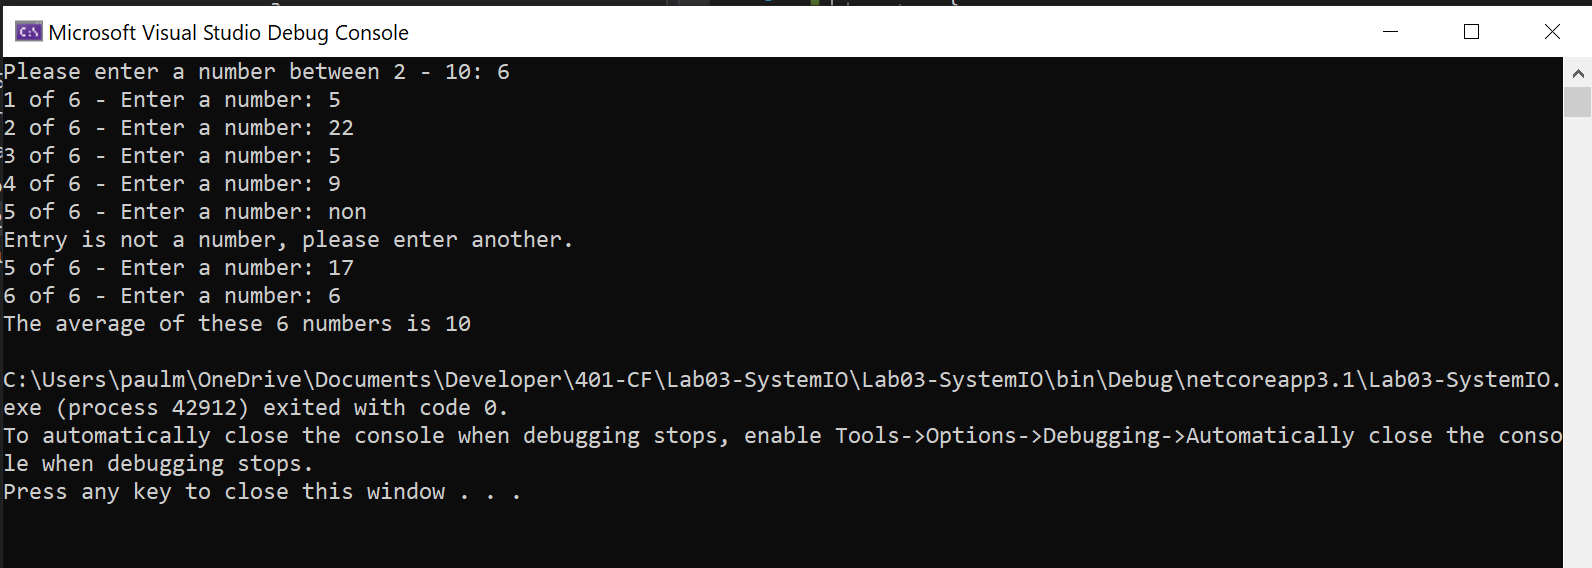 C:\ Microsoft Visual Studio Debug Console
Please enter a number between 2 - 10: 6
1 of 6 - Enter a number: 5
2 of 6 - Enter a number: 22
3 of 6 - Enter a number: 5
4 of 6 - Enter a number: 9
5 of 6 - Enter a number: non
Entry is not a number, please enter another.
5 of 6 - Enter a number: 17
6 of 6 - Enter a number: 6
The average of these 6 numbers is 10
C:\Users\paulm\OneDrive\Documents\Developer\401-CF\Lab03-SystemIO\Lab03-SystemIO\bin\Debug\netcoreapp3.1\Lab03-SystemIO.
exe (process 42912) exited with code 0.
To automatically close the console when debugging stops, enable Tools->Options->Debugging->Automatically close the conso
le when debugging stops.
Press any key to close this window . . .